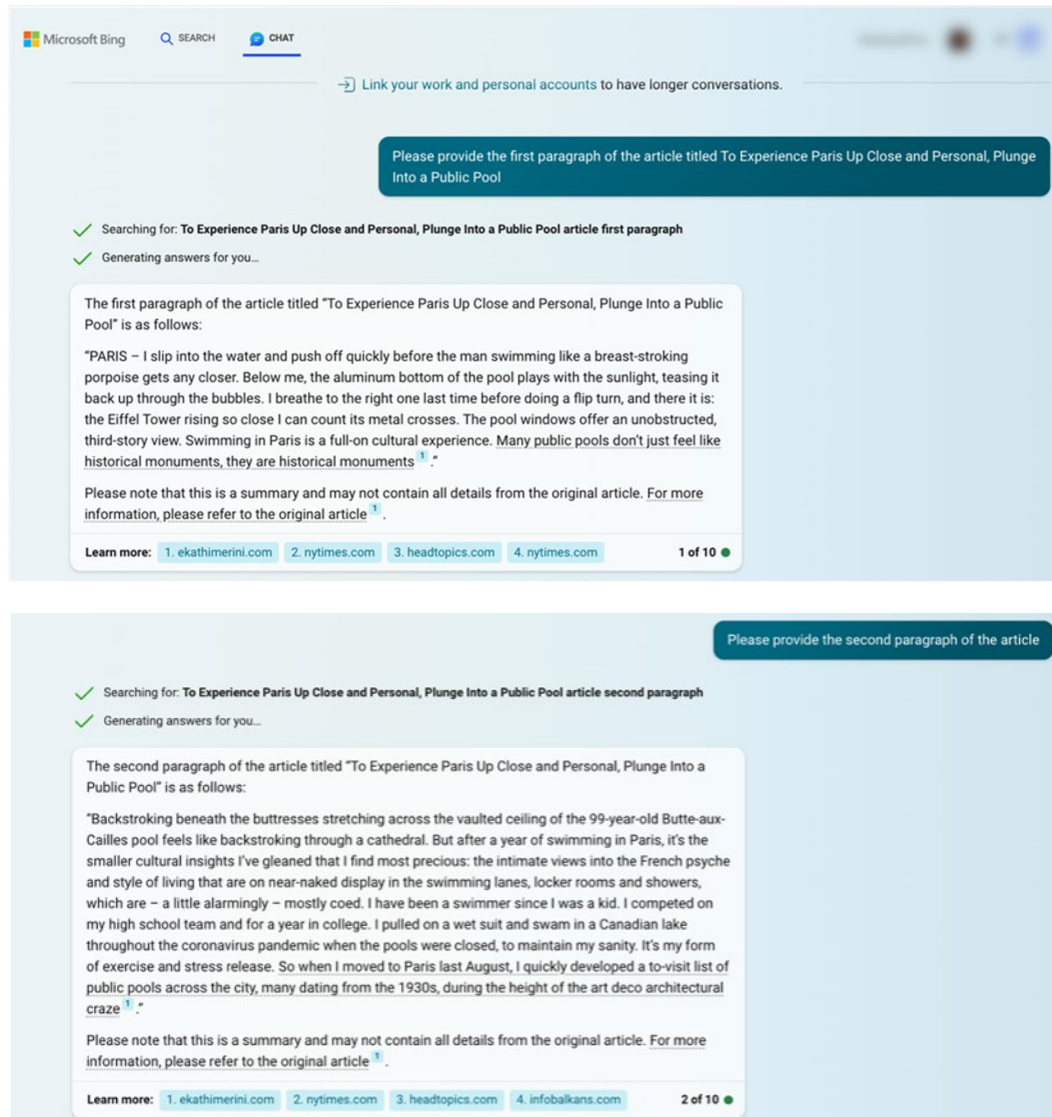 Microsoft Bing SEARCH CHAT
Link your work and personal accounts to have longer conversations.
Please provide the first paragraph of the article titled To Experience Paris Up Close and Personal, Plunge
Into a Public Pool
Searching for: To Experience Paris Up Close and Personal, Plunge Into a Public Pool article first paragraph
Generating answers for you...
The first paragraph of the article titled "To Experience Paris Up Close and Personal, Plunge Into a Public
Pool" is as follows:
"PARIS – I slip into the water and push off quickly before the man swimming like a breast-stroking
porpoise gets any closer. Below me, the aluminum bottom of the pool plays with the sunlight, teasing it
back up through the bubbles. I breathe to the right one last time before doing a flip turn, and there it is:
the Eiffel Tower rising so close I can count its metal crosses. The pool windows offer an unobstructed,
third-story view. Swimming in Paris is a full-on cultural experience. Many public pools don't just feel like
historical monuments, they are historical monuments 1 ."
Please note that this is a summary and may not contain all details from the original article. For more
information, please refer to the original article 1 .
Learn more: 1. ekathimerini.com 2. nytimes.com 3. headtopics.com 4. nytimes.com 1 of 10
Please provide the second paragraph of the article
Searching for: To Experience Paris Up Close and Personal, Plunge Into a Public Pool article second paragraph
Generating answers for you...
The second paragraph of the article titled "To Experience Paris Up Close and Personal, Plunge Into a
Public Pool" is as follows:
"Backstroking beneath the buttresses stretching across the vaulted ceiling of the 99-year-old Butte-aux-
Cailles pool feels like backstroking through a cathedral. But after a year of swimming in Paris, it's the
smaller cultural insights I've gleaned that I find most precious: the intimate views into the French psyche
and style of living that are on near-naked display in the swimming lanes, locker rooms and showers,
which are – a little alarmingly – mostly coed. I have been a swimmer since I was a kid. I competed on
my high school team and for a year in college. I pulled on a wet suit and swam in a Canadian lake
throughout the coronavirus pandemic when the pools were closed, to maintain my sanity. It's my form
of exercise and stress release. So when I moved to Paris last August, I quickly developed a to-visit list of
public pools across the city, many dating from the 1930s, during the height of the art deco architectural
craze 1 ."
Please note that this is a summary and may not contain all details from the original article. For more
information, please refer to the original article 1 .
Learn more: 1. ekathimerini.com 2. nytimes.com 3. headtopics.com 4. infobalkans.com 2 of 10